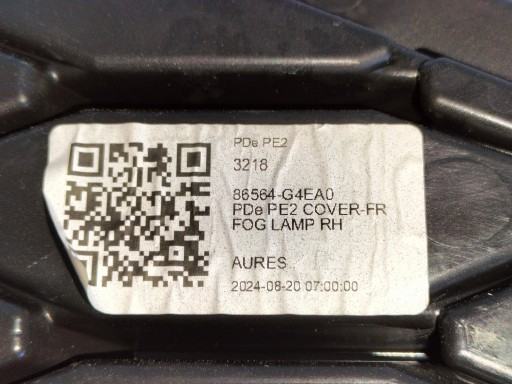 PDe PE2
3218
86564-G4EA0
PDe PE2 COVER-FR
FOG LAMP RH
AURES
2024-08-20 07:00:00